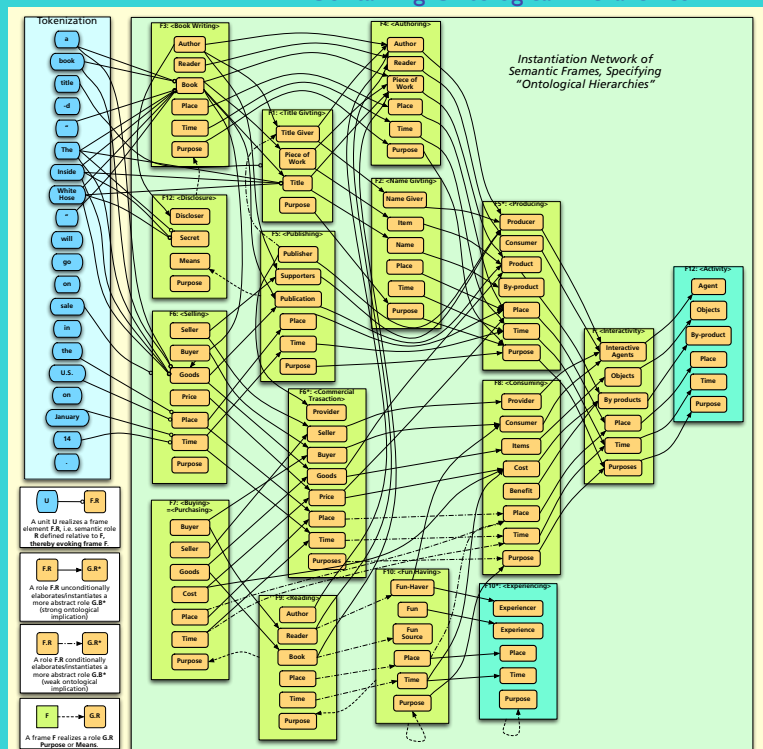 Tokenization
a
book
title
-d
"
The
Inside
White
Hose
"
will
go
on
sale
in
the
U.S.
on
January
14
.
U
F.R
A unit U realizes a frame
element F.R, i.e. semantic role
R defined relative to F,
thereby evoking frame F.
F.R
G.R*
A role F.R unconditionally
elaborates/instantiates a
more abstract role G.B*
(strong ontological
implication)
F.R
G.R*
A role F.R conditionally
elaborates/instantiates a
more abstract role G.B*
(weak ontological
implication)
F
G.R
A frame F realizes a role G.R
Purpose or Means.
F3: <Book Writing>
Author
Reader
Book
Place
Time
Purpose
F12: <Disclosure>
Discloser
Secret
Means
Purpose
F6: <Selling>
Seller
Buyer
Goods
Price
Place
Time
Purpose
F7: <Buying>
=<Purchasing>
Buyer
Seller
Goods
Cost
Place
Time
Purpose
F1: <Title Givting>
Title Giver
Piece of
Work
Title
Purpose
F5: <Publishing>
Publisher
Supporters
Publication
Place
Time
Purpose
F6*: <Commercial
Trasaction>
Provider
Seller
Buyer
Goods
Price
Place
Time
Purposes
F9: <Reading>
Author
Reader
Book
Place
Time
Purpose
F4: <Authoring>
Author
Reader
Piece of
Work
Place
Time
Purpose
F2: <Name Givting>
Name Giver
Item
Name
Place
Time
Purpose
F10: <Fun Having>
Fun-Haver
Fun
Fun
Source
Place
Time
Purpose
Instantiation Network of
Semantic Frames, Specifying
"Ontological Hierarchies"
F5*: <Producing>
Producer
Consumer
Product
By-product
Place
Time
Purpose
F8: <Consuming>
Provider
Consumer
Items
Cost
Benefit
Place
Time
Purpose
F10*: <Experiencing>
Experiencer
Experience
Place
Time
Purpose
<Interactivity>
Interactive
Agents
Objects
By products
Place
Time
Purposes
F12: <Activity>
Agent
Objects
By-product
Place
Time
Purpose